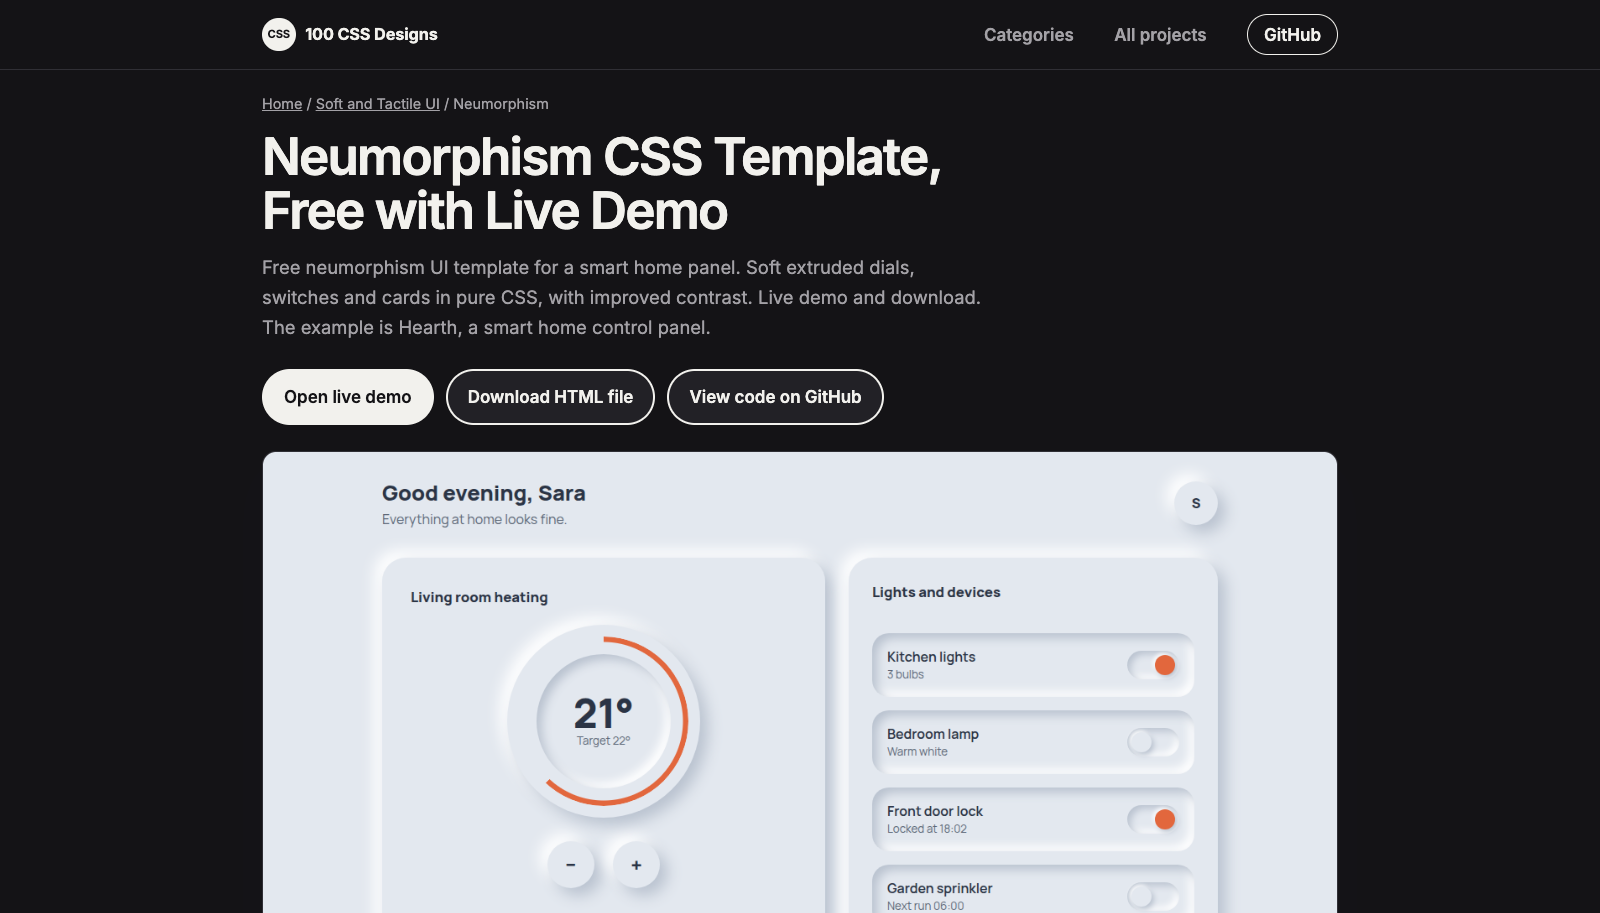 CSS 100 CSS Designs
Categories
All projects
GitHub
Home / Soft and Tactile UI / Neumorphism
Neumorphism CSS Template,
Free with Live Demo
Free neumorphism UI template for a smart home panel. Soft extruded dials,
switches and cards in pure CSS, with improved contrast. Live demo and download.
The example is Hearth, a smart home control panel.
Open live demo
Download HTML file
View code on GitHub
Good evening, Sara
Everything at home looks fine.
S
Living room heating
21°
Target 22°
−
+
Lights and devices
Kitchen lights
3 bulbs
Bedroom lamp
Warm white
Front door lock
Locked at 18:02
Garden sprinkler
Next run 06:00